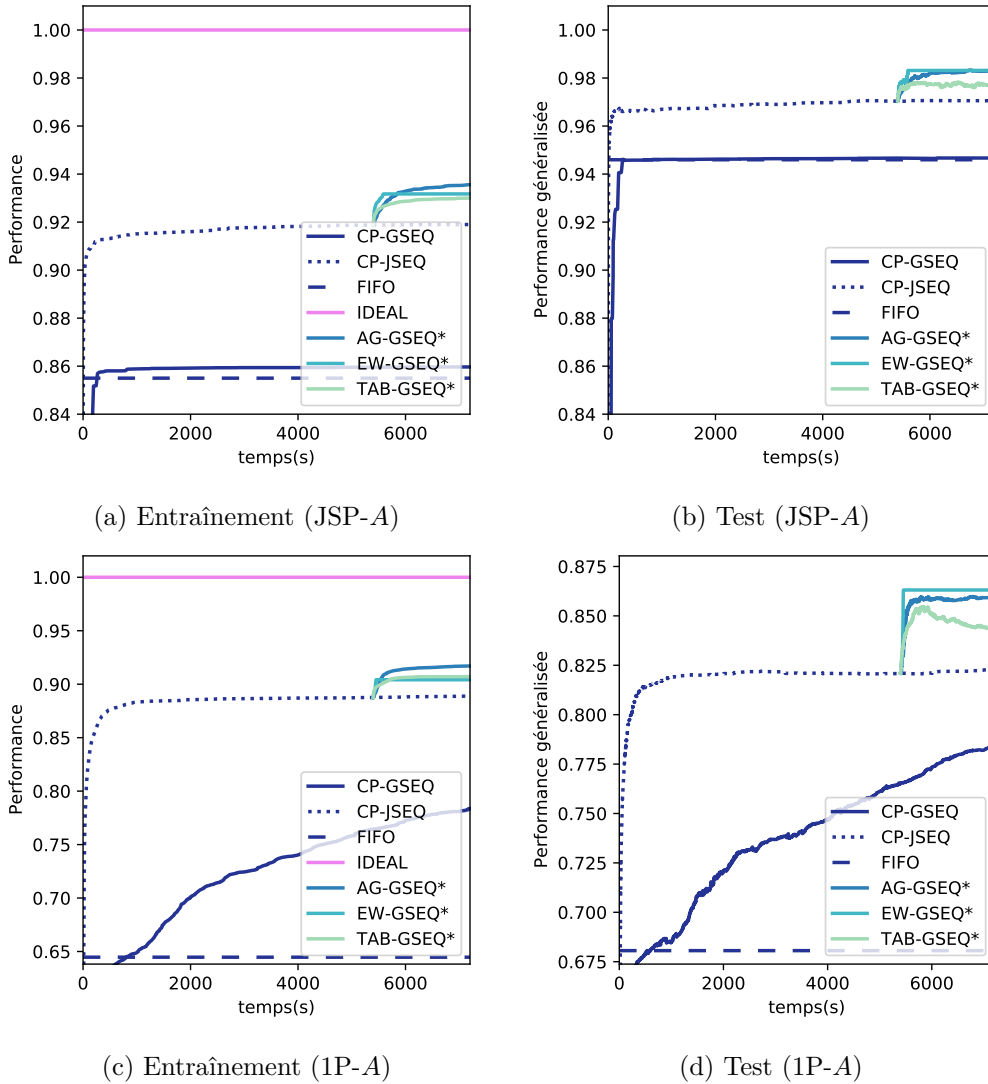 1.00
0.98
0.96
0.94
0.92
0.90
0.88
0.86
0.84
Performance
0
2000
4000
6000
temps(s)
CP-GSEQ
CP-JSEQ
FIFO
IDEAL
AG-GSEQ*
EW-GSEQ*
TAB-GSEQ*
(a) Entraînement (JSP-A)
1.00
0.98
0.96
0.94
0.92
0.90
0.88
0.86
0.84
Performance généralisée
0
2000
4000
6000
temps(s)
CP-GSEQ
CP-JSEQ
FIFO
AG-GSEQ*
EW-GSEQ*
TAB-GSEQ*
(b) Test (JSP-A)
1.00
0.95
0.90
0.85
0.80
0.75
0.70
0.65
Performance
0
2000
4000
6000
temps(s)
CP-GSEQ
CP-JSEQ
FIFO
IDEAL
AG-GSEQ*
EW-GSEQ*
TAB-GSEQ*
(c) Entraînement (1P-A)
0.875
0.850
0.825
0.800
0.775
0.750
0.725
0.700
0.675
Performance généralisée
0
2000
4000
6000
temps(s)
CP-GSEQ
CP-JSEQ
FIFO
AG-GSEQ*
EW-GSEQ*
TAB-GSEQ*
(d) Test (1P-A)